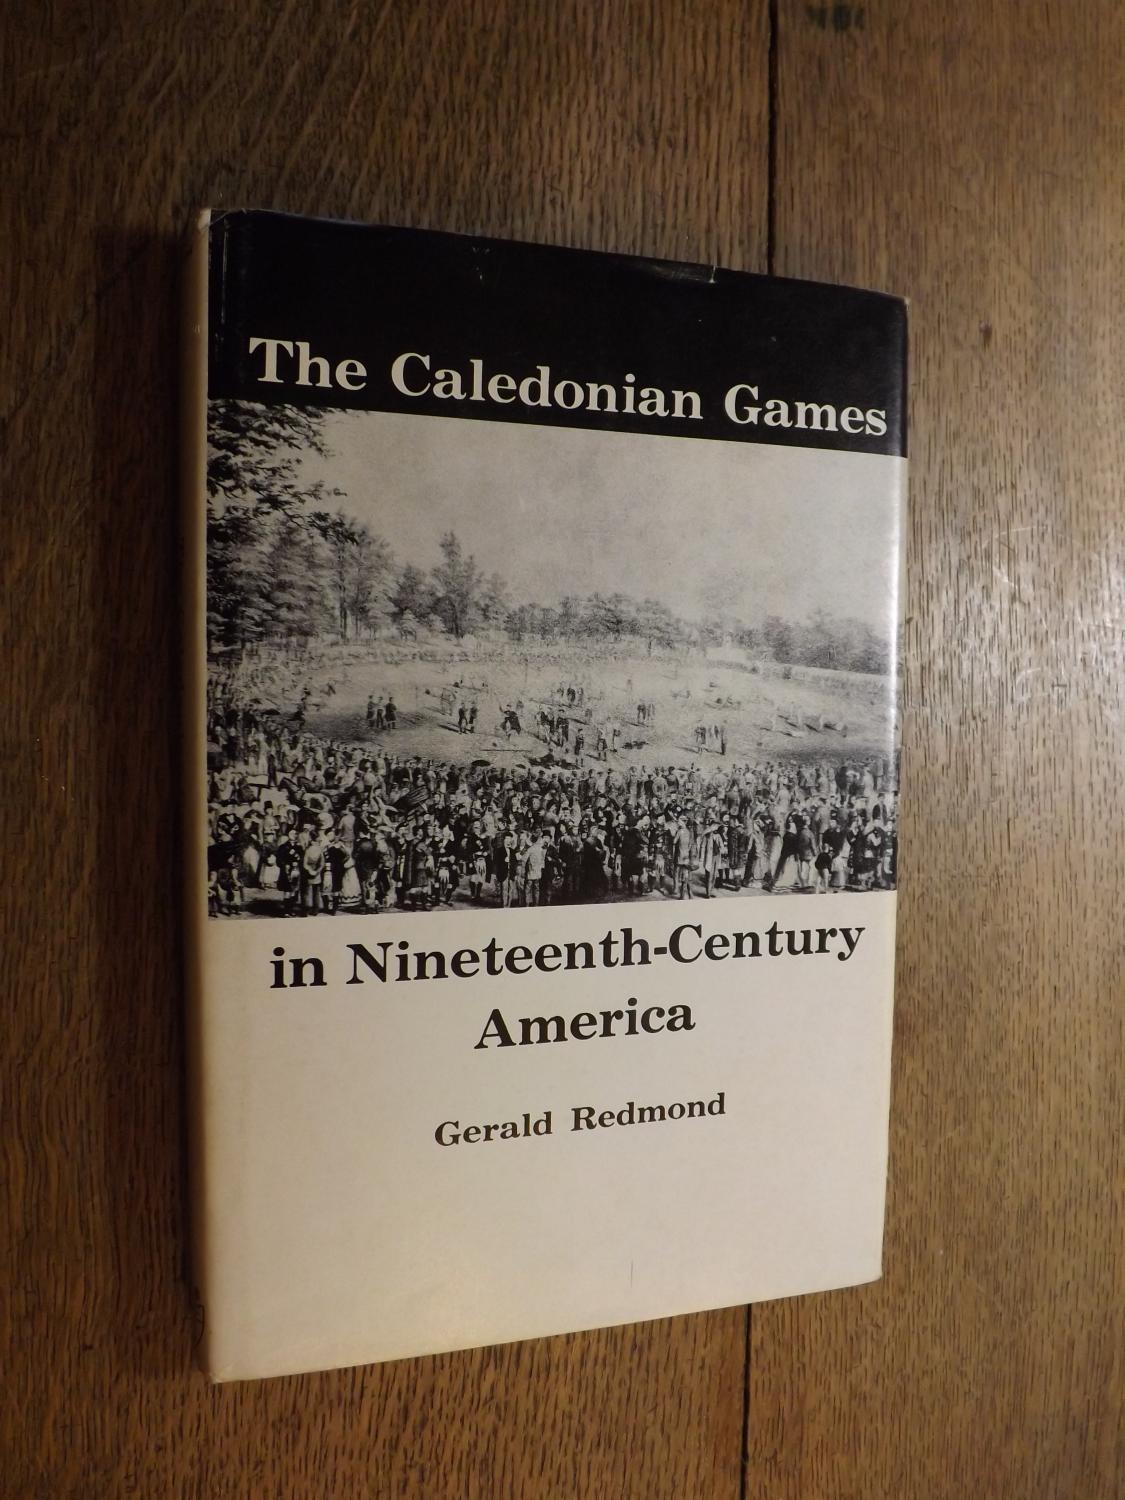 The Caledonian Games
in Nineteenth-Century
America
Gerald Redmond